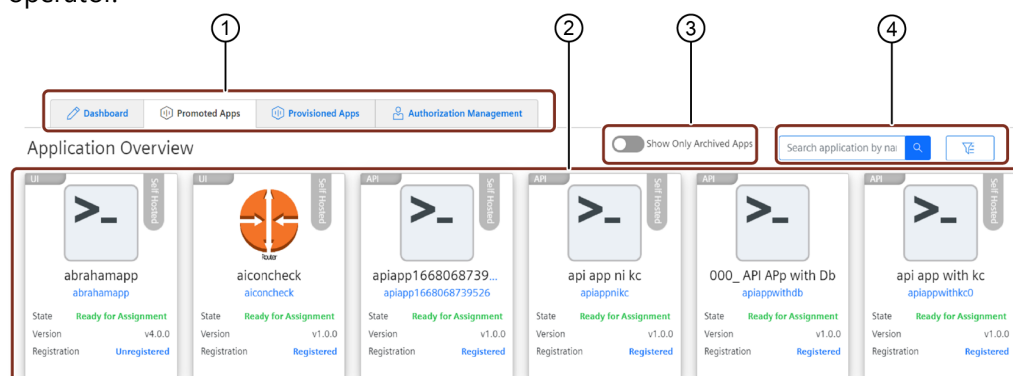 operator.
1 2 3 4
Dashboard Promoted Apps Provisioned Apps Authorization Management
Application Overview
Show Only Archived Apps
Search application by nar
UI Self Hosted UI Self Hosted API API Self Hosted API API Self Hosted
>_ >_ >_ >_ >_
Router
abrahamapp aiconcheck apiapp1668068739... api app ni kc 000_ API APp with Db api app with kc
abrahamapp aiconcheck apiapp1668068739526 apiappnikc apiappwithdb apiappwithkc0
State Ready for Assignment State Ready for Assignment State Ready for Assignment State Ready for Assignment State Ready for Assignment State Ready for Assignment
Version v4.0.0 Version v1.0.0 Version v1.0.0 Version v1.0.0 Version v1.0.0 Version v1.0.0
Registration Unregistered Registration Registered Registration Registered Registration Registered Registration Registered Registration Registered